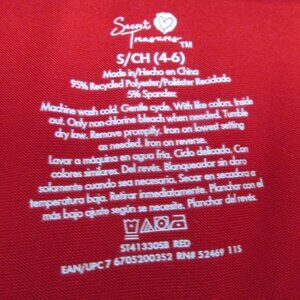 Secret
Treasures™
S/CH (4-6)
Made in/Hecho en China
95% Recycled Polyester/Poliéster Reciclado
5% Spandex
Machine wash cold. Gentle cycle. With like colors. Inside
out. Only non-chlorine bleach when needed. Tumble
dry low. Remove promptly. Iron on lowest setting
as needed. Iron on reverse.
Lavar a máquina en agua fría. Ciclo delicado. Con
colores similares. Del revés. Blanqueador sin cloro
solamente cuando sea necesario. Secar en secadora a
temperatura baja. Retirar inmediatamente. Planchar con el
más bajo ajuste según se necesite. Planchar del revés.
ST41330SB RED
EAN/UPC 7 6705200352 RN# 52469 115